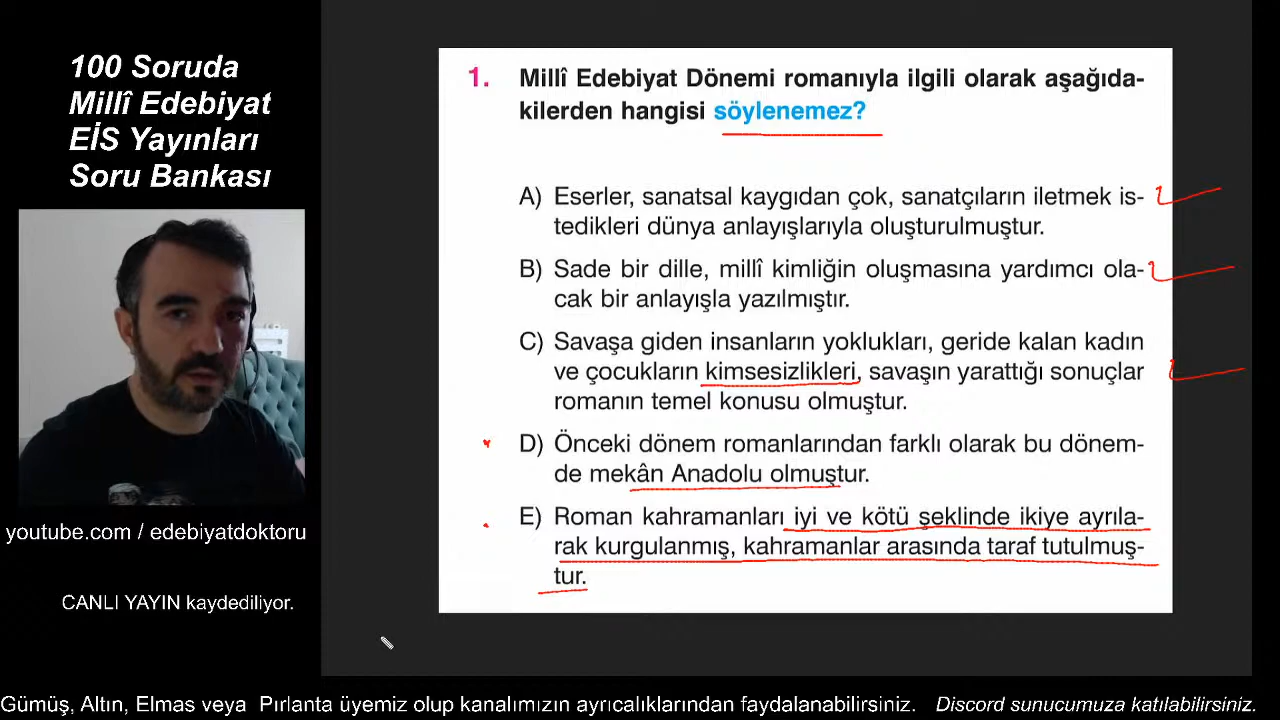 100 Soruda
Millî Edebiyat
EİS Yayınları
Soru Bankası
youtube.com / edebiyatdoktoru
CANLI YAYIN kaydediliyor.
1. Millî Edebiyat Dönemi romanıyla ilgili olarak aşağıda-
kilerden hangisi söylenemez?
A) Eserler, sanatsal kaygıdan çok, sanatçıların iletmek is-
tedikleri dünya anlayışlarıyla oluşturulmuştur.
B) Sade bir dille, millî kimliğin oluşmasına yardımcı ola-
cak bir anlayışla yazılmıştır.
C) Savaşa giden insanların yoklukları, geride kalan kadın
ve çocukların kimsesizlikleri, savaşın yarattığı sonuçlar
romanın temel konusu olmuştur.
D) Önceki dönem romanlarından farklı olarak bu dönem-
de mekân Anadolu olmuştur.
E) Roman kahramanları iyi ve kötü şeklinde ikiye ayrıla-
rak kurgulanmış, kahramanlar arasında taraf tutulmuş-
tur.
Gümüş, Altın, Elmas veya Pırlanta üyemiz olup kanalımızın ayrıcalıklarından faydalanabilirsiniz. Discord sunucumuza katılabilirsiniz.